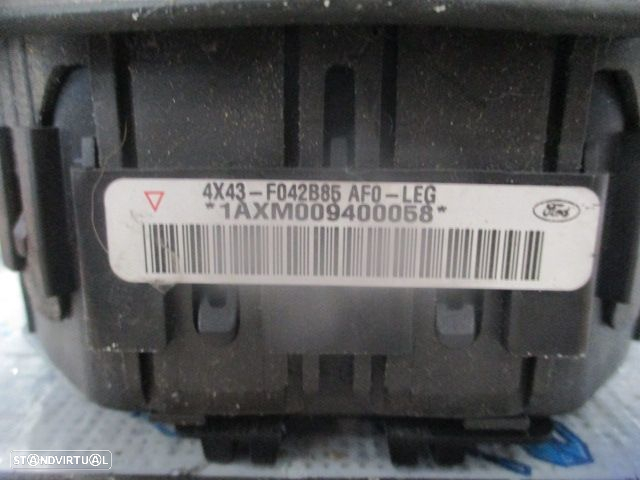 4X43-F042B85 AF0-LEG
*1AXM009400058*
Ford
STANDVIRTUAL